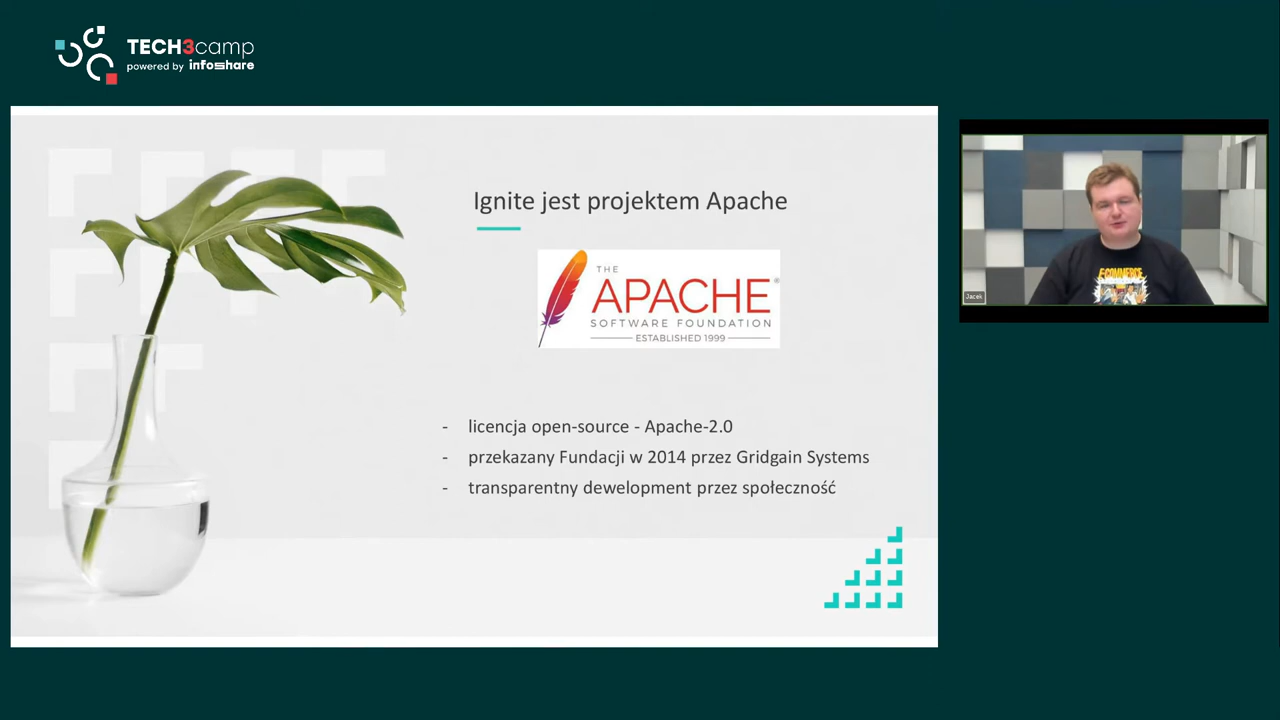 TECH3camp
powered by infoshare
Ignite jest projektem Apache
THE
APACHE®
SOFTWARE FOUNDATION
ESTABLISHED 1999
- licencja open-source - Apache-2.0
- przekazany Fundacji w 2014 przez Gridgain Systems
- transparentny dewelopment przez społeczność
Jacek
E-COMMERCE